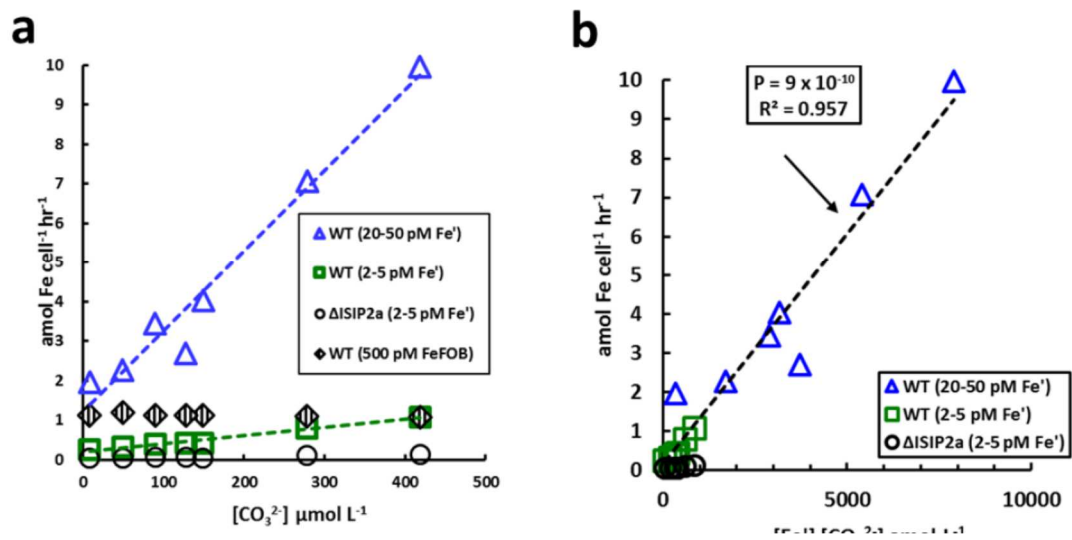 a
10
9
8
7
6
5
4
3
2
1
0
amol Fe cell⁻¹ hr⁻¹
WT (20-50 pM Fe')
WT (2-5 pM Fe')
ΔISIP2a (2-5 pM Fe')
WT (500 pM FeFOB)
0 100 200 300 400 500
[CO₃²⁻] µmol L⁻¹
b
10
9
8
7
6
5
4
3
2
1
0
amol Fe cell⁻¹ hr⁻¹
P = 9 x 10⁻¹⁰
R² = 0.957
WT (20-50 pM Fe')
WT (2-5 pM Fe')
ΔISIP2a (2-5 pM Fe')
0 5000 10000